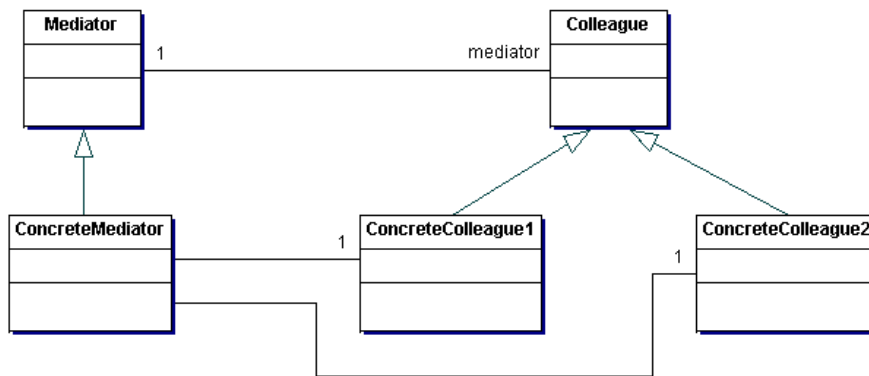 Mediator
Colleague
1
mediator
ConcreteMediator
ConcreteColleague1
ConcreteColleague2
1
1